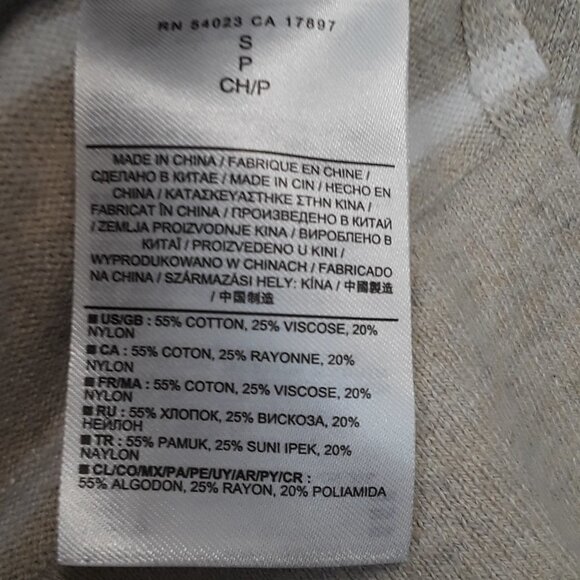 RN 54023 CA 17897
S
P
CH/P
MADE IN CHINA / FABRIQUE EN CHINE /
СДЕЛАНО В КИТАЕ / MADE IN CIN / HECHO EN
CHINA / ΚΑΤΑΣΚΕΥΑΣΤΗΚΕ ΣΤΗΝ ΚΙΝΑ /
FABRICAT ÎN CHINA / ПРОИЗВЕДЕНО В КИТАЙ
/ ZEMLJA PROIZVODNJE KINA / ВИРОБЛЕНО В
КИТАЇ / PROIZVEDENO U KINI /
WYPRODUKOWANO W CHINACH / FABRICADO
NA CHINA / SZÁRMAZÁSI HELY: KÍNA / 中國製造
/ 中国制造
■ US/GB : 55% COTTON, 25% VISCOSE, 20%
NYLON
■ CA : 55% COTON, 25% RAYONNE, 20%
NYLON
■ FR/MA : 55% COTON, 25% VISCOSE, 20%
NYLON
■ RU : 55% ХЛОПОК, 25% ВИСКОЗА, 20%
НЕЙЛОН
■ TR : 55% PAMUK, 25% SUNI IPEK, 20%
NAYLON
■ CL/CO/MX/PA/PE/UY/AR/PY/CR :
55% ALGODON, 25% RAYON, 20% POLIAMIDA